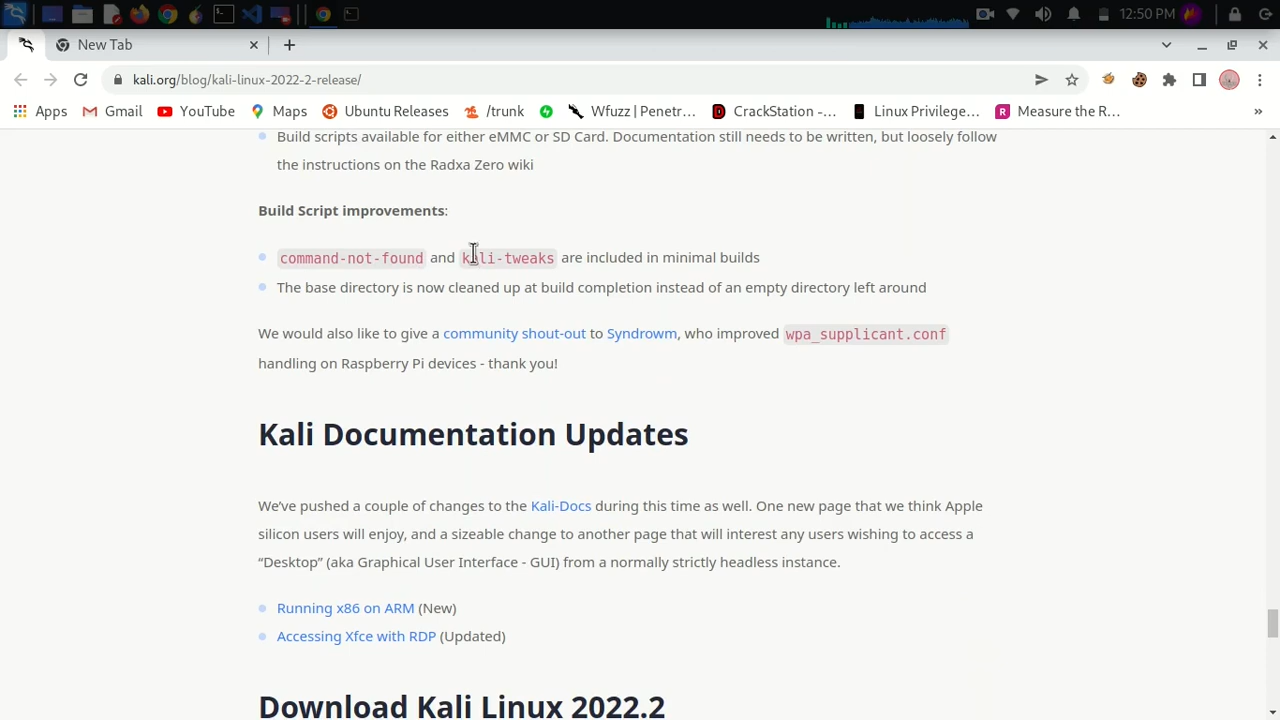 12:50 PM
New Tab
kali.org/blog/kali-linux-2022-2-release/
Apps Gmail YouTube Maps Ubuntu Releases /trunk Wfuzz | Penetr... CrackStation -... Linux Privilege... Measure the R... »
Build scripts available for either eMMC or SD Card. Documentation still needs to be written, but loosely follow
the instructions on the Radxa Zero wiki
Build Script improvements:
command-not-found and kali-tweaks are included in minimal builds
The base directory is now cleaned up at build completion instead of an empty directory left around
We would also like to give a community shout-out to Syndrowm, who improved wpa_supplicant.conf
handling on Raspberry Pi devices - thank you!
Kali Documentation Updates
We’ve pushed a couple of changes to the Kali-Docs during this time as well. One new page that we think Apple
silicon users will enjoy, and a sizeable change to another page that will interest any users wishing to access a
“Desktop” (aka Graphical User Interface - GUI) from a normally strictly headless instance.
Running x86 on ARM (New)
Accessing Xfce with RDP (Updated)
Download Kali Linux 2022.2